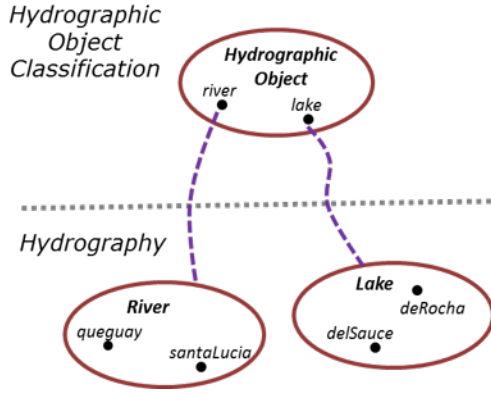 Hydrographic
Object
Classification
Hydrographic
Object
river
lake
Hydrography
River
queguay
santaLucia
Lake
deRocha
delSauce